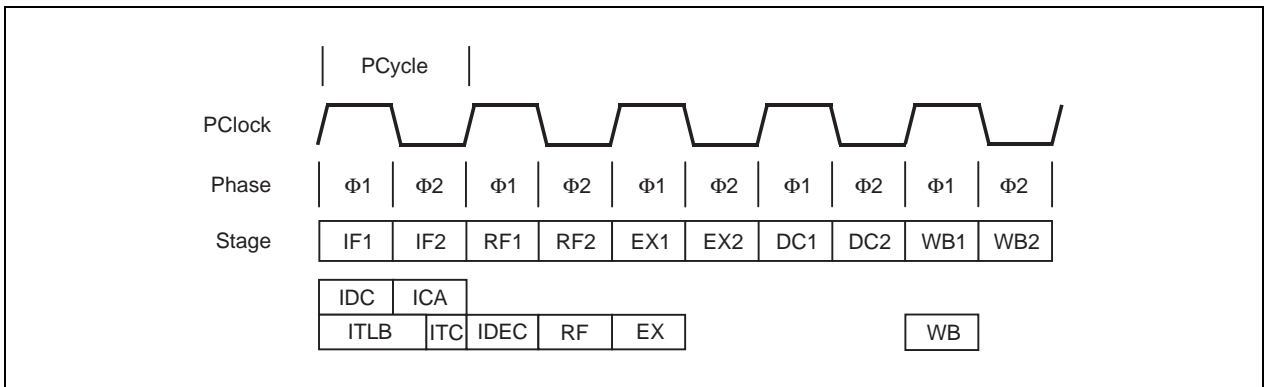 PCycle
PClock
Phase Φ1 Φ2 Φ1 Φ2 Φ1 Φ2 Φ1 Φ2 Φ1 Φ2
Stage IF1 IF2 RF1 RF2 EX1 EX2 DC1 DC2 WB1 WB2
IDC ICA
ITLB ITC IDEC RF EX WB